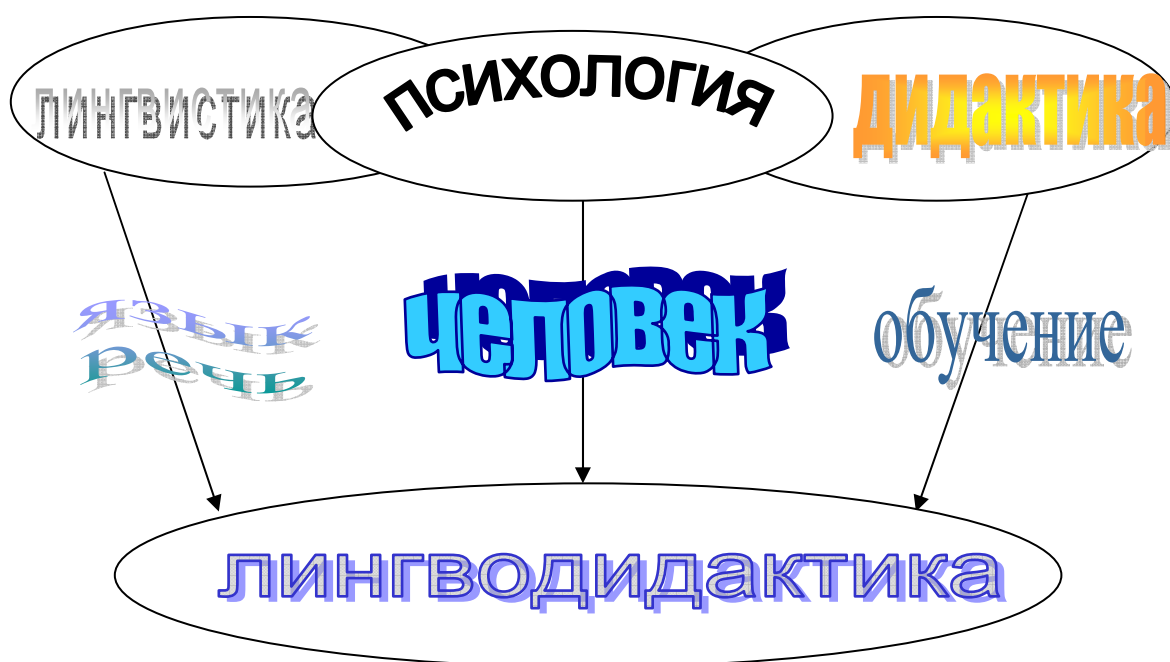 лингвистика
ПСИХОЛОГИЯ
дидактика
язык
речь
человек
обучение
лингводидактика